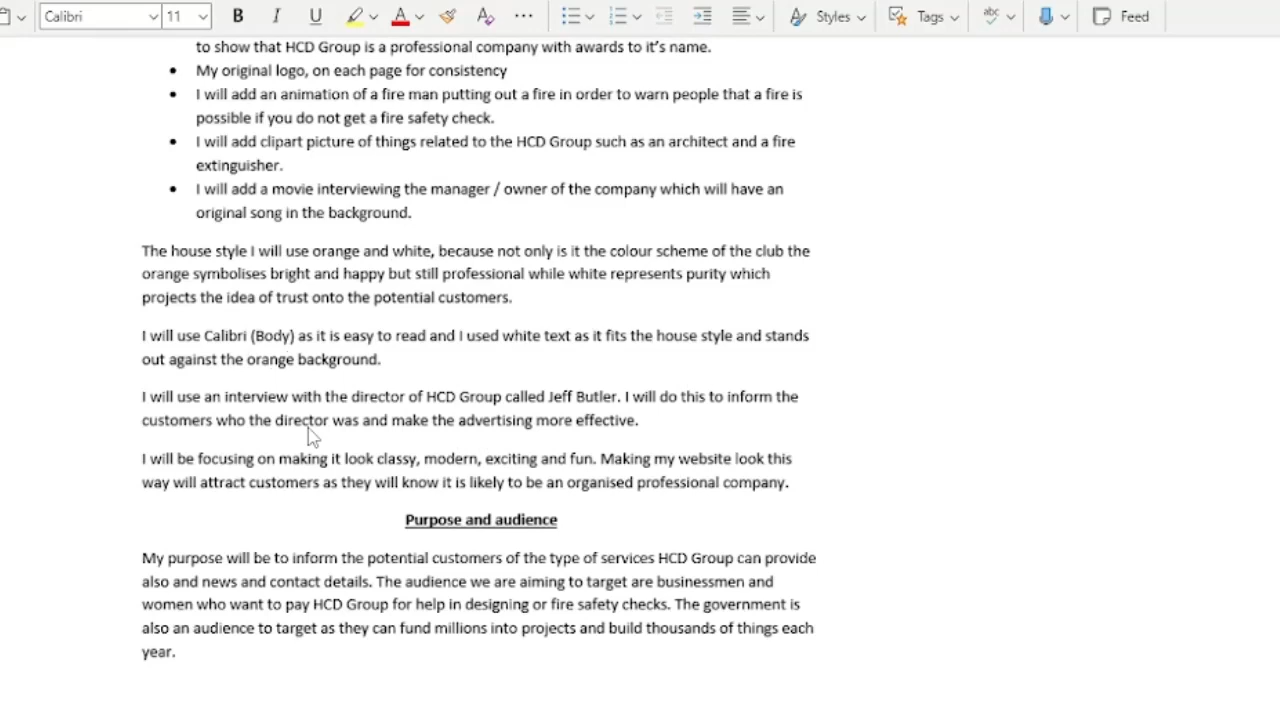 Calibri
11
B
I
U
A
A
...
Styles
Tags
abc
Feed
to show that HCD Group is a professional company with awards to it's name.
• My original logo, on each page for consistency
• I will add an animation of a fire man putting out a fire in order to warn people that a fire is
possible if you do not get a fire safety check.
• I will add clipart picture of things related to the HCD Group such as an architect and a fire
extinguisher.
• I will add a movie interviewing the manager / owner of the company which will have an
original song in the background.
The house style I will use orange and white, because not only is it the colour scheme of the club the
orange symbolises bright and happy but still professional while white represents purity which
projects the idea of trust onto the potential customers.
I will use Calibri (Body) as it is easy to read and I used white text as it fits the house style and stands
out against the orange background.
I will use an interview with the director of HCD Group called Jeff Butler. I will do this to inform the
customers who the director was and make the advertising more effective.
I will be focusing on making it look classy, modern, exciting and fun. Making my website look this
way will attract customers as they will know it is likely to be an organised professional company.
Purpose and audience
My purpose will be to inform the potential customers of the type of services HCD Group can provide
also and news and contact details. The audience we are aiming to target are businessmen and
women who want to pay HCD Group for help in designing or fire safety checks. The government is
also an audience to target as they can fund millions into projects and build thousands of things each
year.